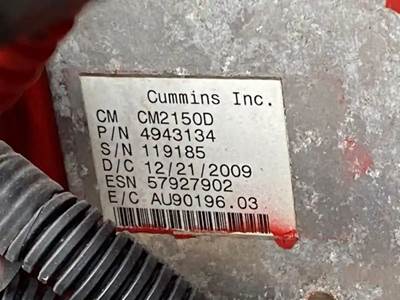 Cummins Inc.
CM CM2150D
P/N 4943134
S/N 119185
D/C 12/21/2009
ESN 57927902
E/C AU90196.03